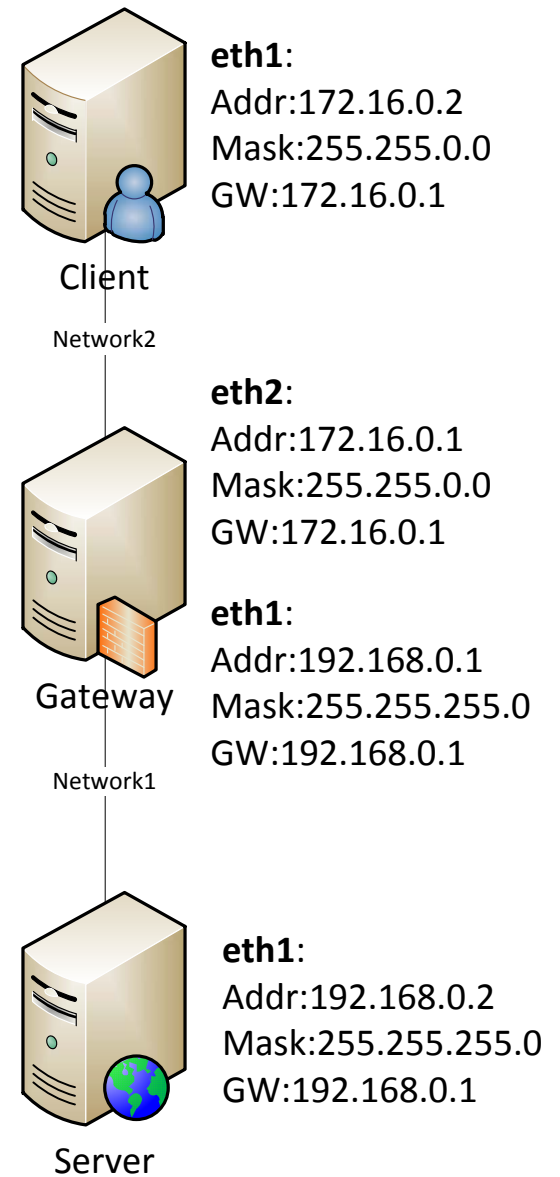 eth1:
Addr:172.16.0.2
Mask:255.255.0.0
GW:172.16.0.1
Client
Network2
eth2:
Addr:172.16.0.1
Mask:255.255.0.0
GW:172.16.0.1
eth1:
Addr:192.168.0.1
Mask:255.255.255.0
GW:192.168.0.1
Gateway
Network1
eth1:
Addr:192.168.0.2
Mask:255.255.255.0
GW:192.168.0.1
Server